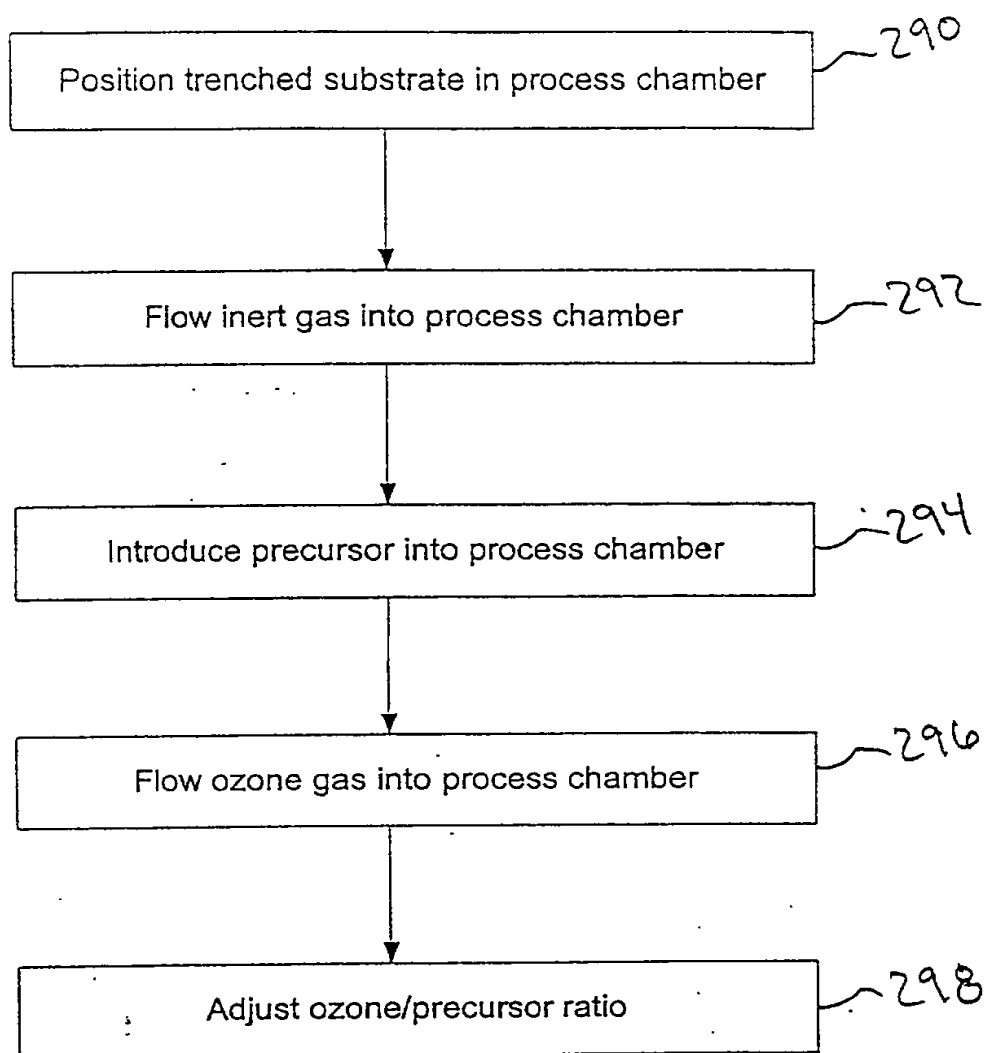 290
Position trenched substrate in process chamber
292
Flow inert gas into process chamber
294
Introduce precursor into process chamber
296
Flow ozone gas into process chamber
298
Adjust ozone/precursor ratio